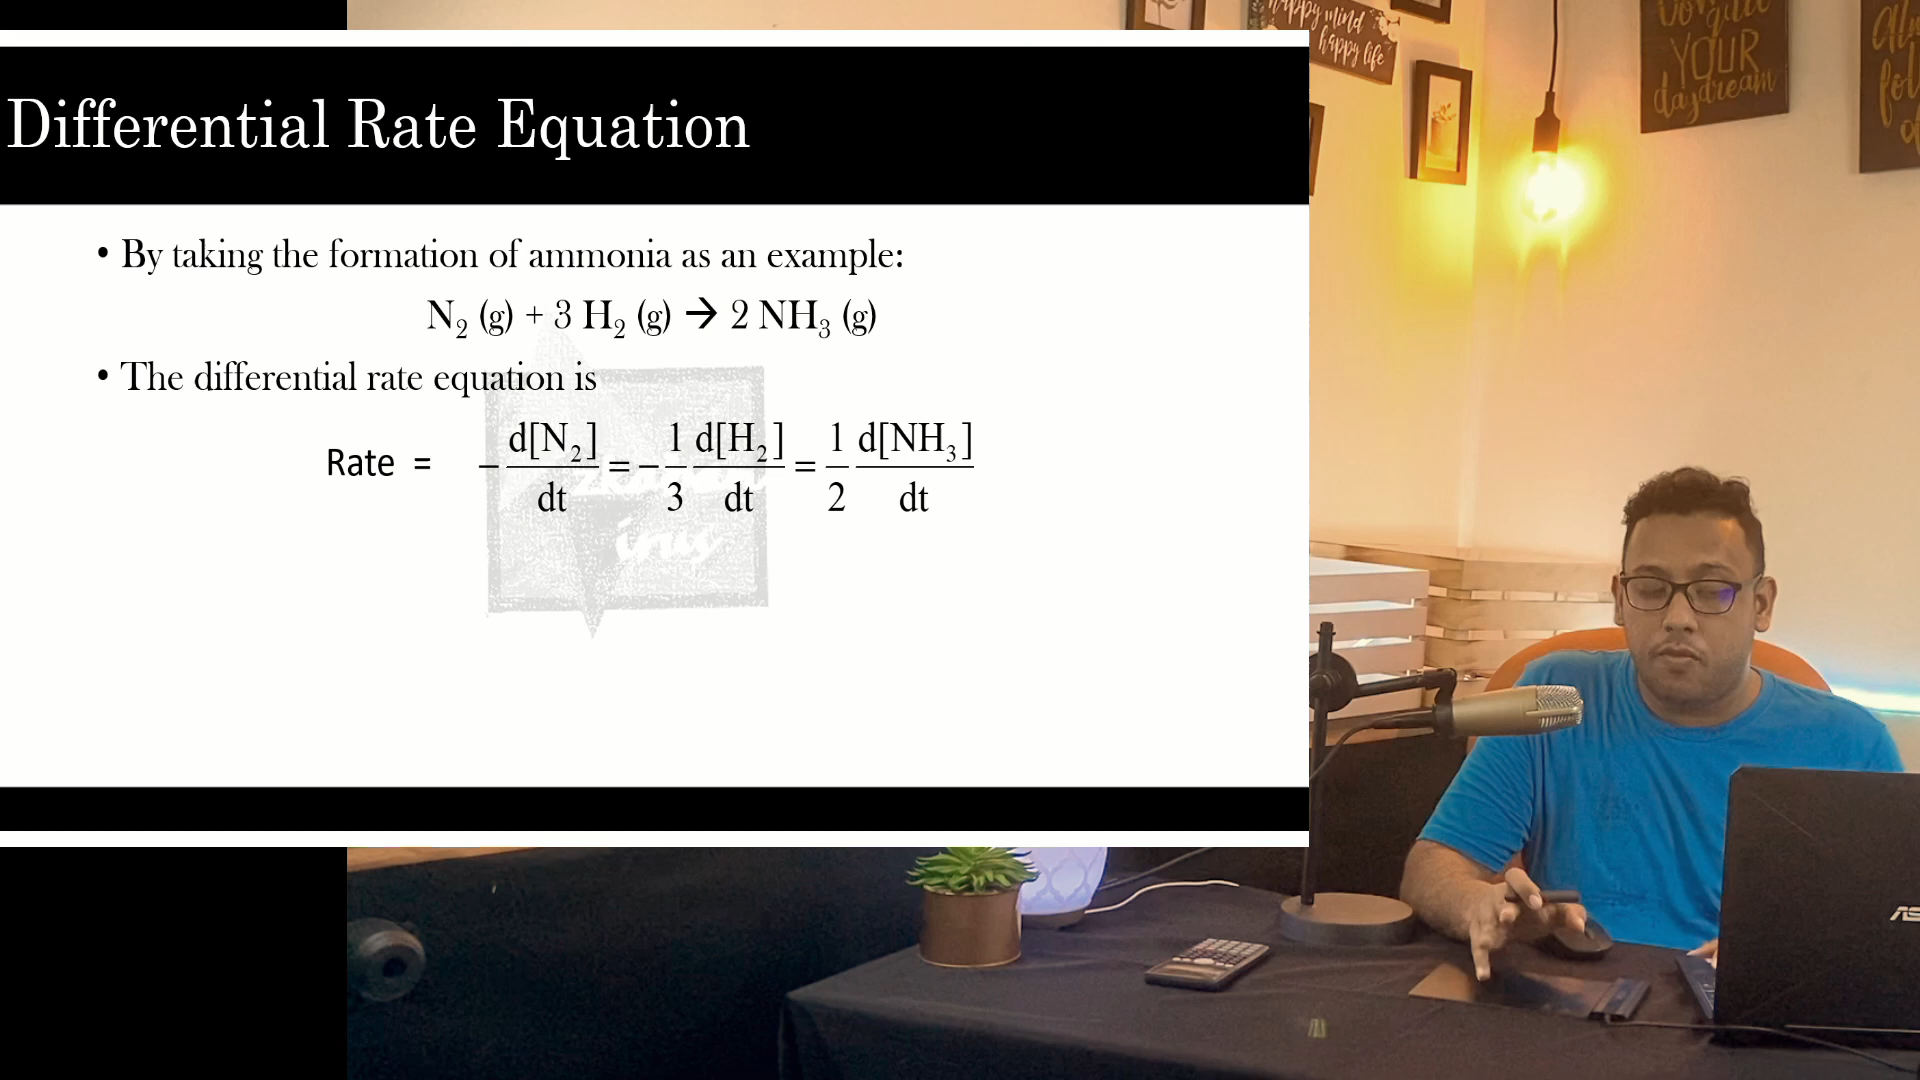 Differential Rate Equation
• By taking the formation of ammonia as an example:
N₂ (g) + 3 H₂ (g) → 2 NH₃ (g)
• The differential rate equation is
Rate = − d[N₂]/dt = − 1/3 d[H₂]/dt = 1/2 d[NH₃]/dt
irus
happy mind
happy life
YOUR
daydream